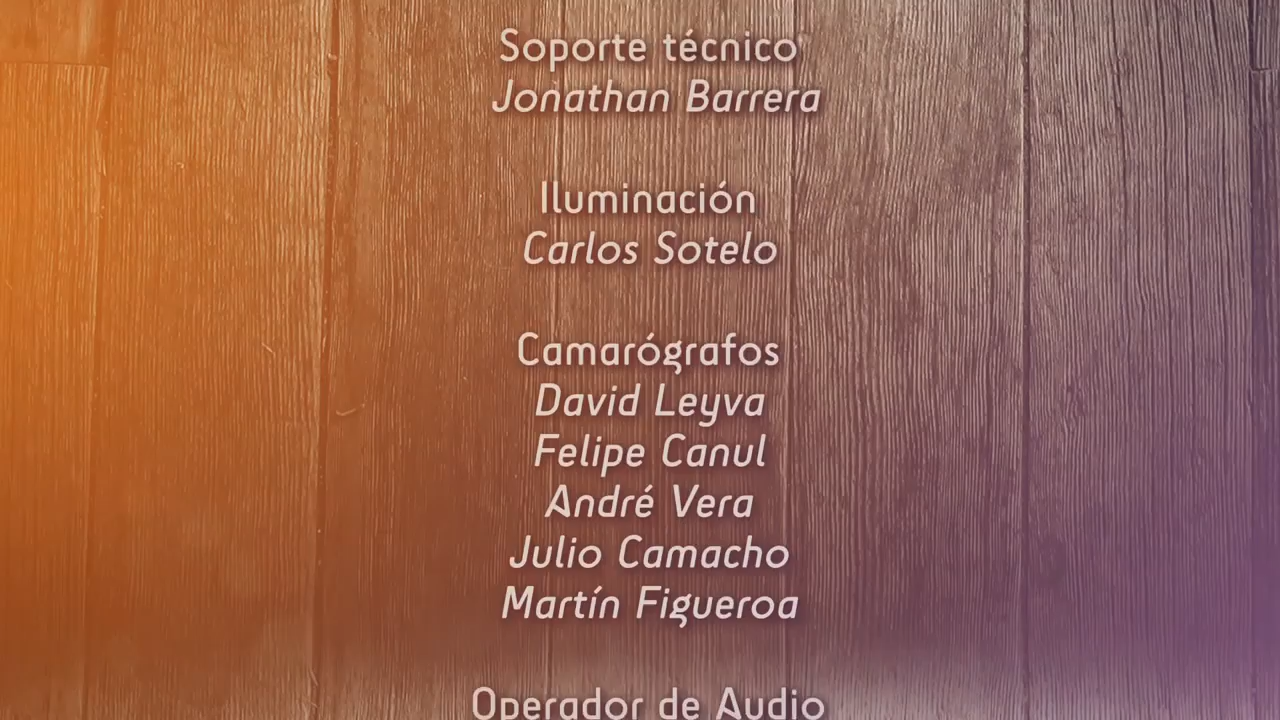 Soporte técnico
Jonathan Barrera
Iluminación
Carlos Sotelo
Camarógrafos
David Leyva
Felipe Canul
André Vera
Julio Camacho
Martín Figueroa
Operador de Audio